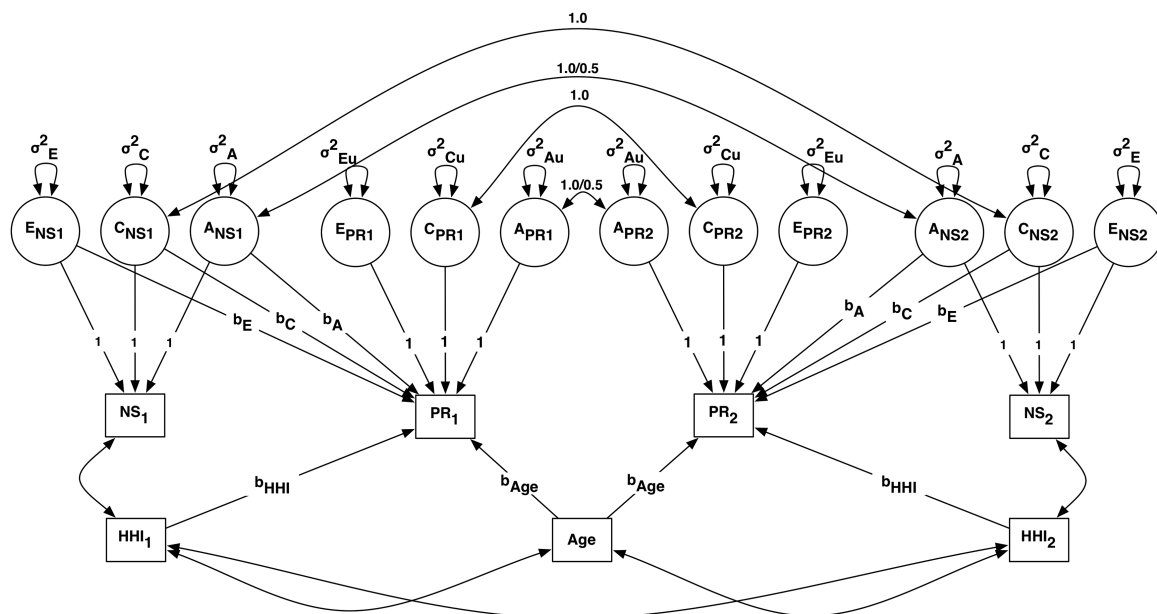 1.0
1.0/0.5
1.0
σ²E σ²C σ²A σ²Eu σ²Cu σ²Au σ²Au σ²Cu σ²Eu σ²A σ²C σ²E
1.0/0.5
ENS1 CNS1 ANS1 EPR1 CPR1 APR1 APR2 CPR2 EPR2 ANS2 CNS2 ENS2
bE bC bA bA bC bE
1 1 1 1 1 1 1 1 1 1 1 1
NS1 PR1 PR2 NS2
bHHI bAge bAge bHHI
HHI1 Age HHI2